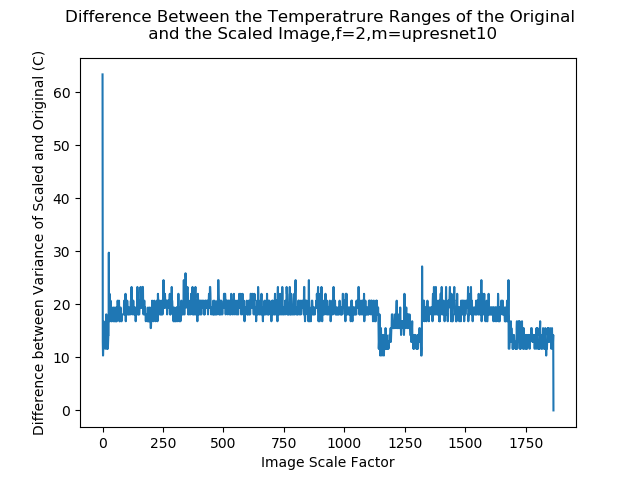 Difference Between the Temperatrure Ranges of the Original
and the Scaled Image,f=2,m=upresnet10
Difference between Variance of Scaled and Original (C)
60
50
40
30
20
10
0
0 250 500 750 1000 1250 1500 1750
Image Scale Factor